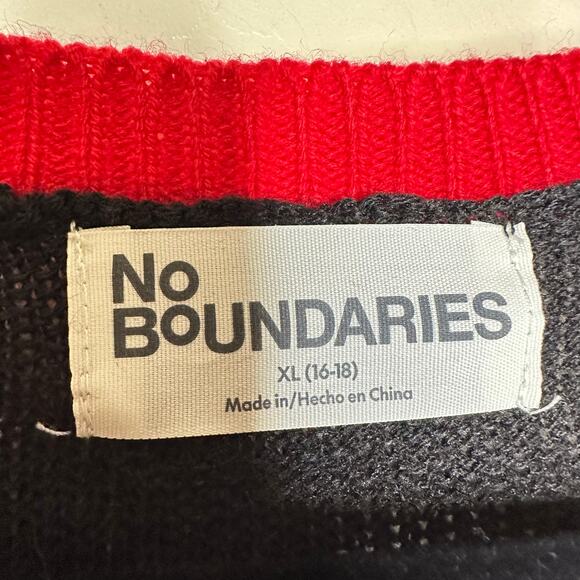 No
BoUNDARIES
XL (16-18)
Made in/Hecho en China